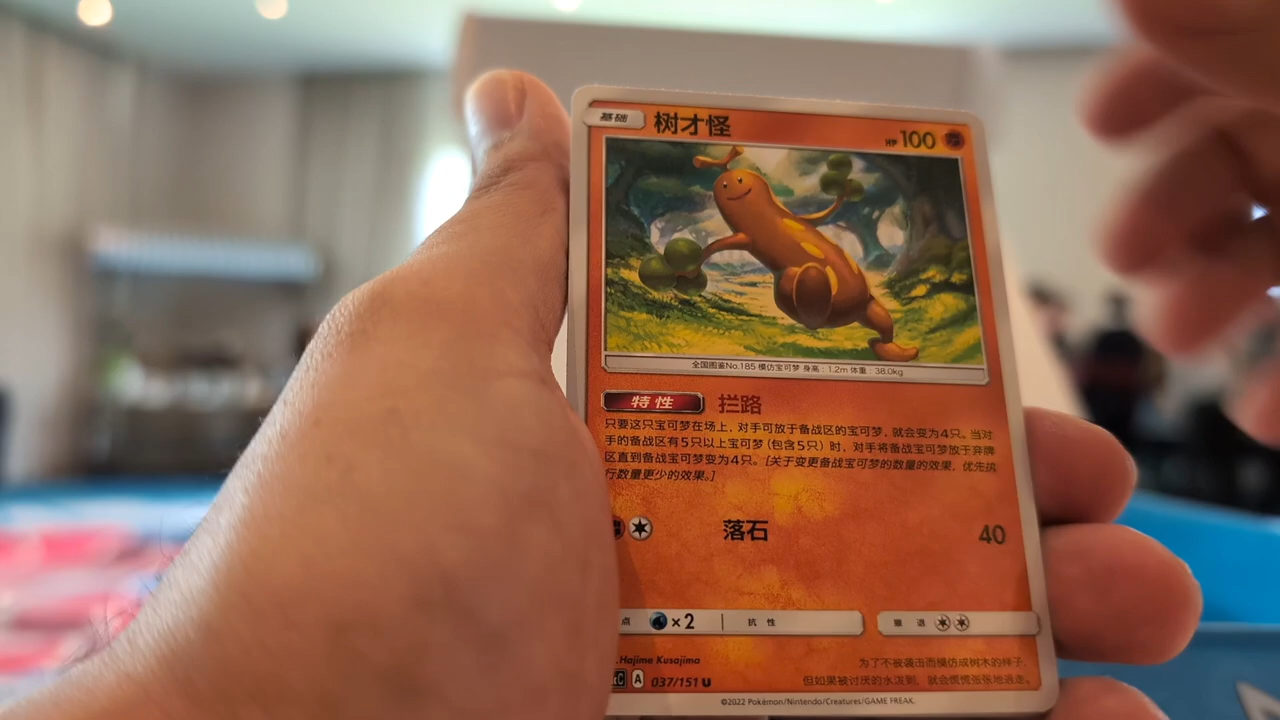 基础 树才怪 HP 100
全国图鉴No.185 模仿宝可梦 身高：1.2m 体重：38.0kg
特性 拦路
只要这只宝可梦在场上，对手可放于备战区的宝可梦，就会变为4只。当对
手的备战区有5只以上宝可梦（包含5只）时，对手将备战宝可梦放于弃牌
区直到备战宝可梦变为4只。[关于变更备战宝可梦的数量的效果，优先执
行数量更少的效果。]
落石 40
点 ×2 抗性 撤退
.Hajime Kusajima
C A 037/151 U
为了不被袭击而模仿成树木的样子。
但如果被讨厌的水泼到，就会慌慌张张地逃走。
©2022 Pokémon/Nintendo/Creatures/GAME FREAK.